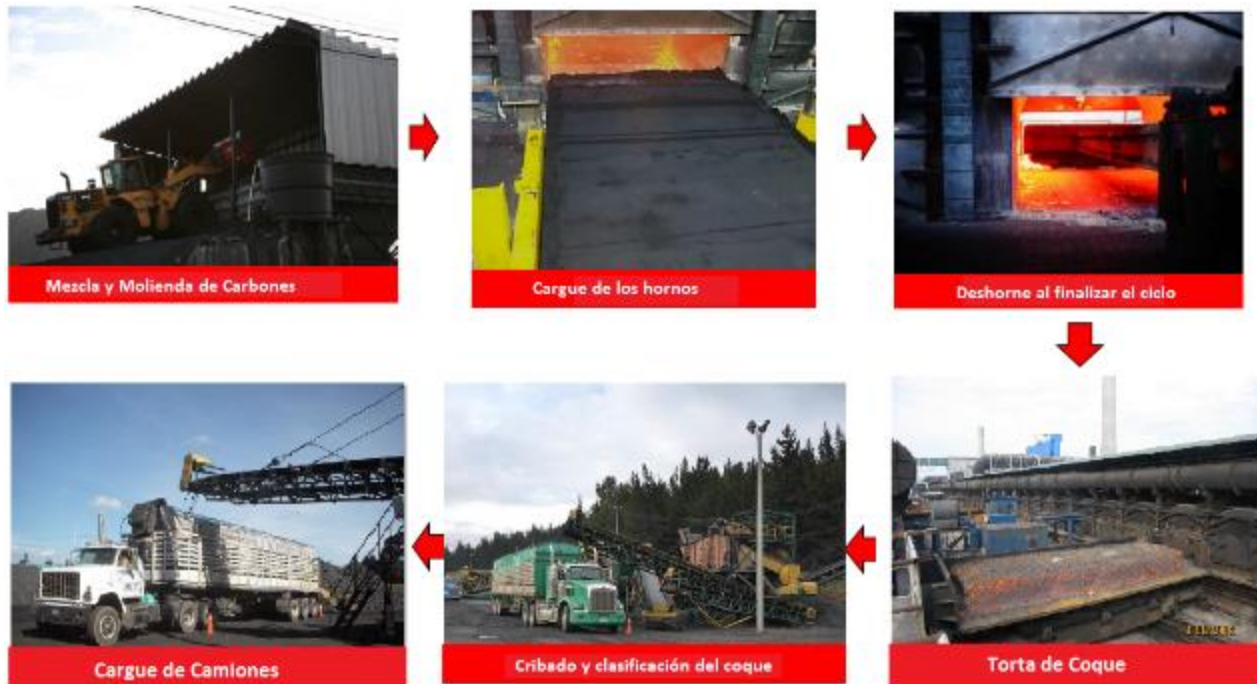 Mezcla y Molienda de Carbones
Cargue de los hornos
Deshorne al finalizar el ciclo
Torta de Coque
Cribado y clasificación del coque
Cargue de Camiones